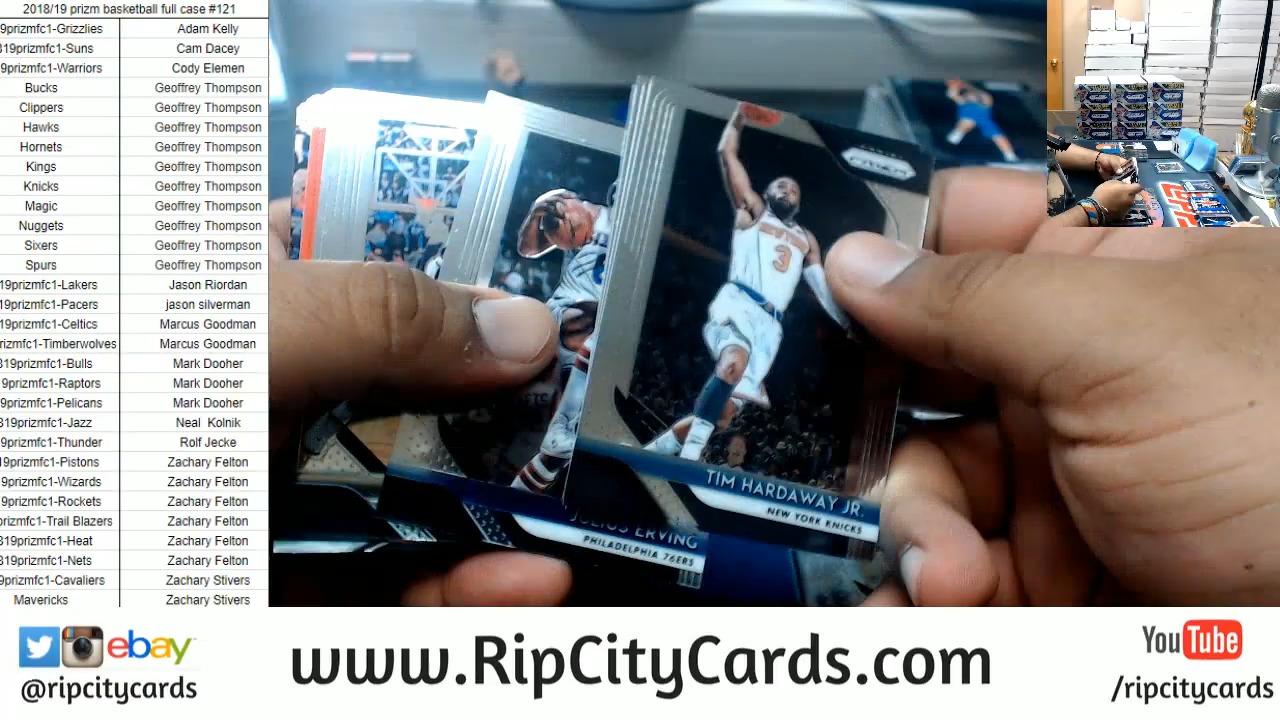 2018/19 prizm basketball full case #121
9prizmfc1-Grizzlies Adam Kelly
319prizmfc1-Suns Cam Dacey
9prizmfc1-Warriors Cody Elemen
Bucks Geoffrey Thompson
Clippers Geoffrey Thompson
Hawks Geoffrey Thompson
Hornets Geoffrey Thompson
Kings Geoffrey Thompson
Knicks Geoffrey Thompson
Magic Geoffrey Thompson
Nuggets Geoffrey Thompson
Sixers Geoffrey Thompson
Spurs Geoffrey Thompson
19prizmfc1-Lakers Jason Riordan
19prizmfc1-Pacers jason silverman
19prizmfc1-Celtics Marcus Goodman
rizmfc1-Timberwolves Marcus Goodman
319prizmfc1-Bulls Mark Dooher
9prizmfc1-Raptors Mark Dooher
9prizmfc1-Pelicans Mark Dooher
319prizmfc1-Jazz Neal Kolnik
9prizmfc1-Thunder Rolf Jecke
19prizmfc1-Pistons Zachary Felton
9prizmfc1-Wizards Zachary Felton
9prizmfc1-Rockets Zachary Felton
prizmfc1-Trail Blazers Zachary Felton
319prizmfc1-Heat Zachary Felton
319prizmfc1-Nets Zachary Felton
9prizmfc1-Cavaliers Zachary Stivers
Mavericks Zachary Stivers
PRIZM
NEW YORK
3
TIM HARDAWAY JR.
NEW YORK KNICKS
JULIUS ERVING
PHILADELPHIA 76ERS
ebay
@ripcitycards
www.RipCityCards.com
YouTube
/ripcitycards